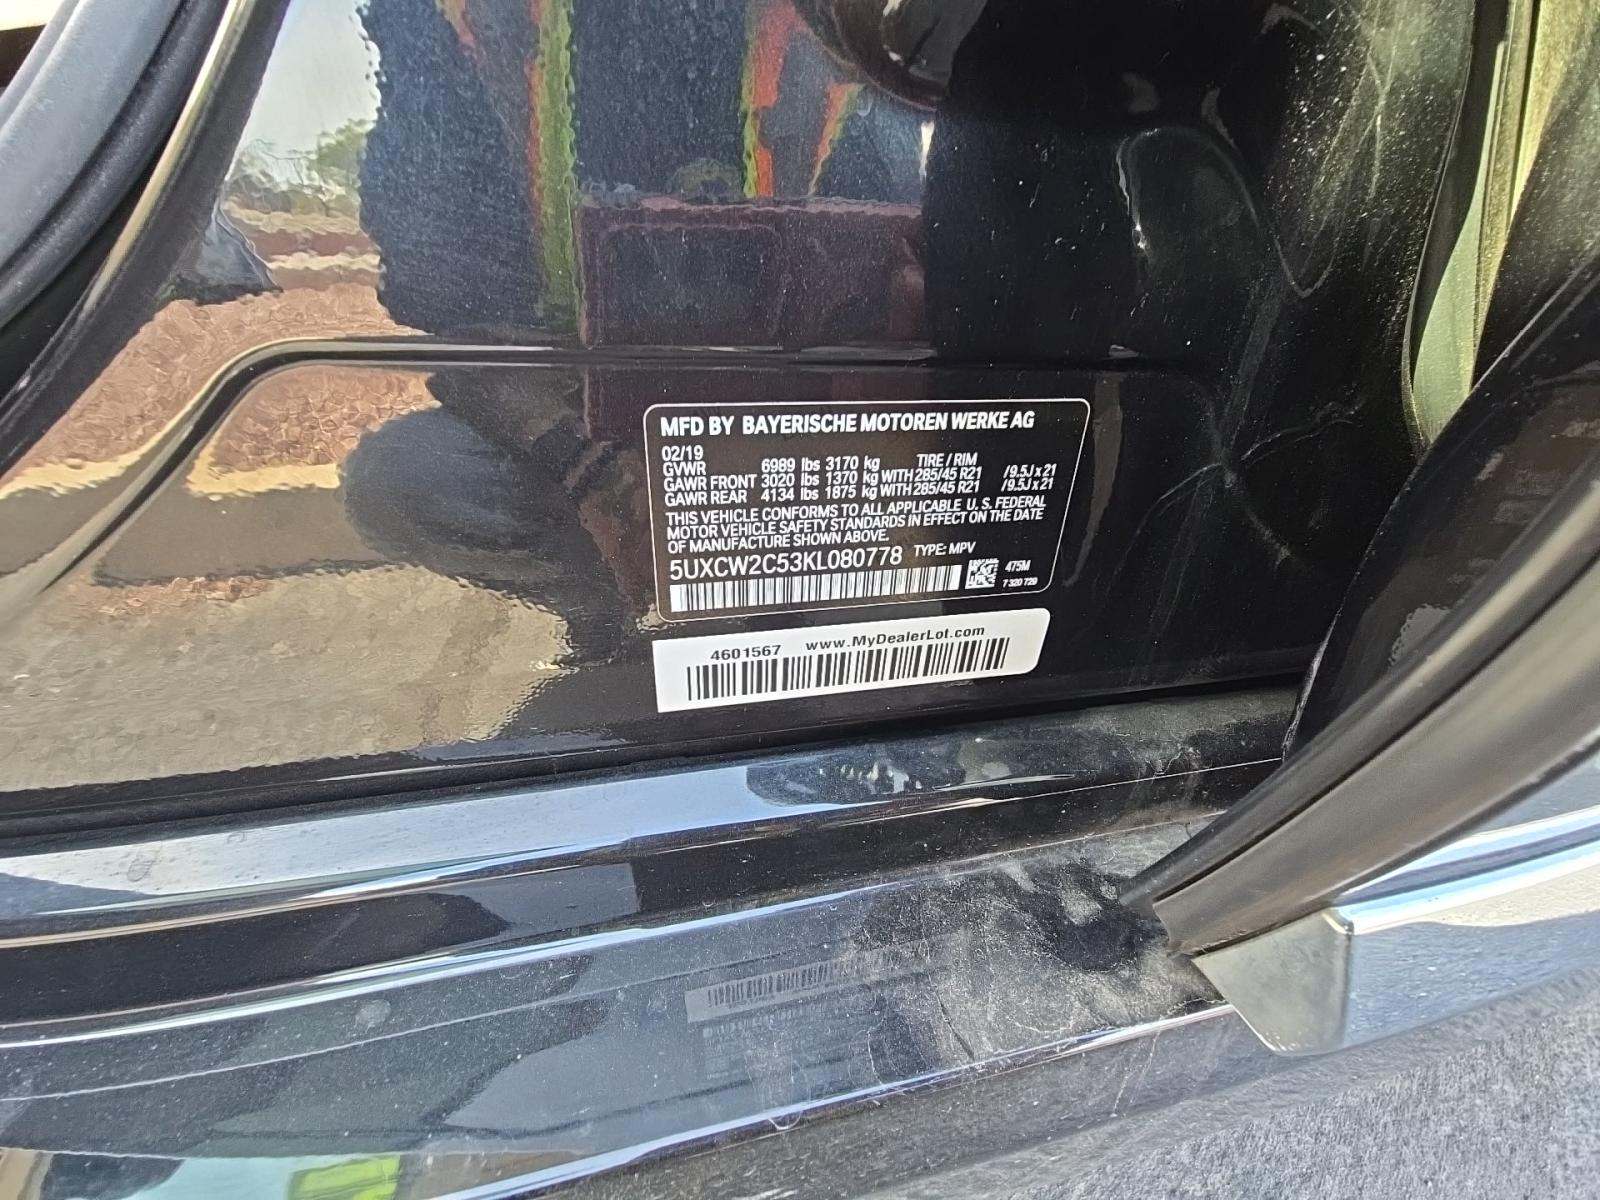 MFD BY BAYERISCHE MOTOREN WERKE AG
02/19
GVWR 6989 lbs 3170 kg TIRE / RIM
GAWR FRONT 3020 lbs 1370 kg WITH 285/45 R21 /9.5J x 21
GAWR REAR 4134 lbs 1875 kg WITH 285/45 R21 /9.5J x 21
THIS VEHICLE CONFORMS TO ALL APPLICABLE U. S. FEDERAL
MOTOR VEHICLE SAFETY STANDARDS IN EFFECT ON THE DATE
OF MANUFACTURE SHOWN ABOVE.
5UXCW2C53KL080778 TYPE: MPV
475M
7 320 729
4601567 www.MyDealerLot.com